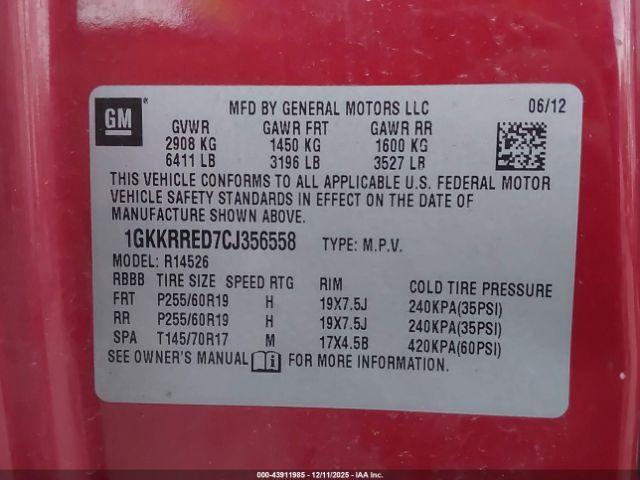 GM®
MFD BY GENERAL MOTORS LLC 06/12
GVWR GAWR FRT GAWR RR
2908 KG 1450 KG 1600 KG
6411 LB 3196 LB 3527 LB
THIS VEHICLE CONFORMS TO ALL APPLICABLE U.S. FEDERAL MOTOR
VEHICLE SAFETY STANDARDS IN EFFECT ON THE DATE OF
MANUFACTURE SHOWN ABOVE.
1GKKRRED7CJ356558 TYPE: M.P.V.
MODEL: R14526
RBBB TIRE SIZE SPEED RTG RIM COLD TIRE PRESSURE
FRT P255/60R19 H 19X7.5J 240KPA(35PSI)
RR P255/60R19 H 19X7.5J 240KPA(35PSI)
SPA T145/70R17 M 17X4.5B 420KPA(60PSI)
SEE OWNER'S MANUAL i FOR MORE INFORMATION.
000-43911985 - 12/11/2025 - IAA Inc.